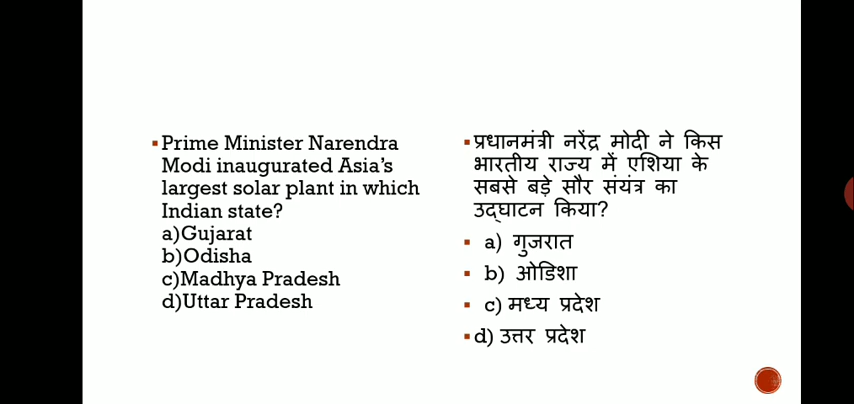 Prime Minister Narendra
Modi inaugurated Asia's
largest solar plant in which
Indian state?
a)Gujarat
b)Odisha
c)Madhya Pradesh
d)Uttar Pradesh
प्रधानमंत्री नरेंद्र मोदी ने किस
भारतीय राज्य में एशिया के
सबसे बड़े सौर संयंत्र का
उद्घाटन किया?
a) गुजरात
b) ओडिशा
c) मध्य प्रदेश
d) उत्तर प्रदेश